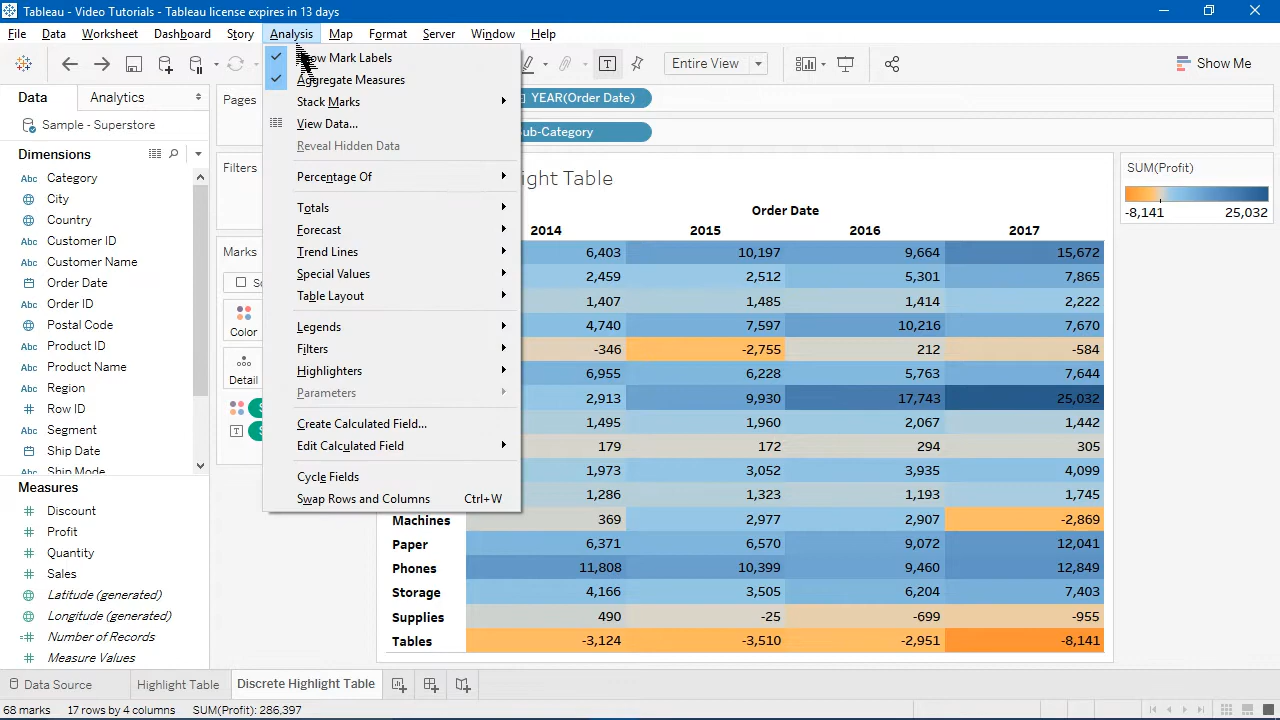 Tableau - Video Tutorials - Tableau license expires in 13 days
File Data Worksheet Dashboard Story Analysis Map Format Server Window Help
Entire View
Show Me
Data Analytics
Sample - Superstore
Dimensions
Category
City
Country
Customer ID
Customer Name
Order Date
Order ID
Postal Code
Product ID
Product Name
Region
Row ID
Segment
Ship Date
Ship Mode
Measures
Discount
Profit
Quantity
Sales
Latitude (generated)
Longitude (generated)
Number of Records
Measure Values
Pages
Filters
Marks
Color
Detail
Mark Labels
Aggregate Measures
Stack Marks
View Data...
Reveal Hidden Data
Percentage Of
Totals
Forecast
Trend Lines
Special Values
Table Layout
Legends
Filters
Highlighters
Parameters
Create Calculated Field...
Edit Calculated Field
Cycle Fields
Swap Rows and Columns Ctrl+W
YEAR(Order Date)
ub-Category
light Table
Order Date
2014 2015 2016 2017
6,403 10,197 9,664 15,672
2,459 2,512 5,301 7,865
1,407 1,485 1,414 2,222
4,740 7,597 10,216 7,670
-346 -2,755 212 -584
6,955 6,228 5,763 7,644
2,913 9,930 17,743 25,032
1,495 1,960 2,067 1,442
179 172 294 305
1,973 3,052 3,935 4,099
1,286 1,323 1,193 1,745
Machines 369 2,977 2,907 -2,869
Paper 6,371 6,570 9,072 12,041
Phones 11,808 10,399 9,460 12,849
Storage 4,166 3,505 6,204 7,403
Supplies 490 -25 -699 -955
Tables -3,124 -3,510 -2,951 -8,141
SUM(Profit)
-8,141 25,032
Data Source Highlight Table Discrete Highlight Table
68 marks 17 rows by 4 columns SUM(Profit): 286,397